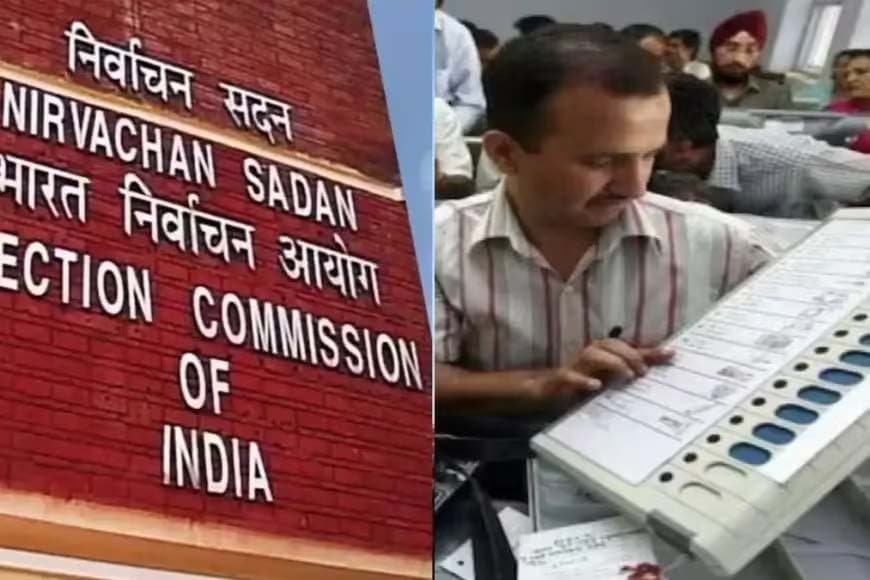 निर्वाचन सदन
NIRVACHAN SADAN
भारत निर्वाचन आयोग
ECTION COMMISSION
OF
INDIA